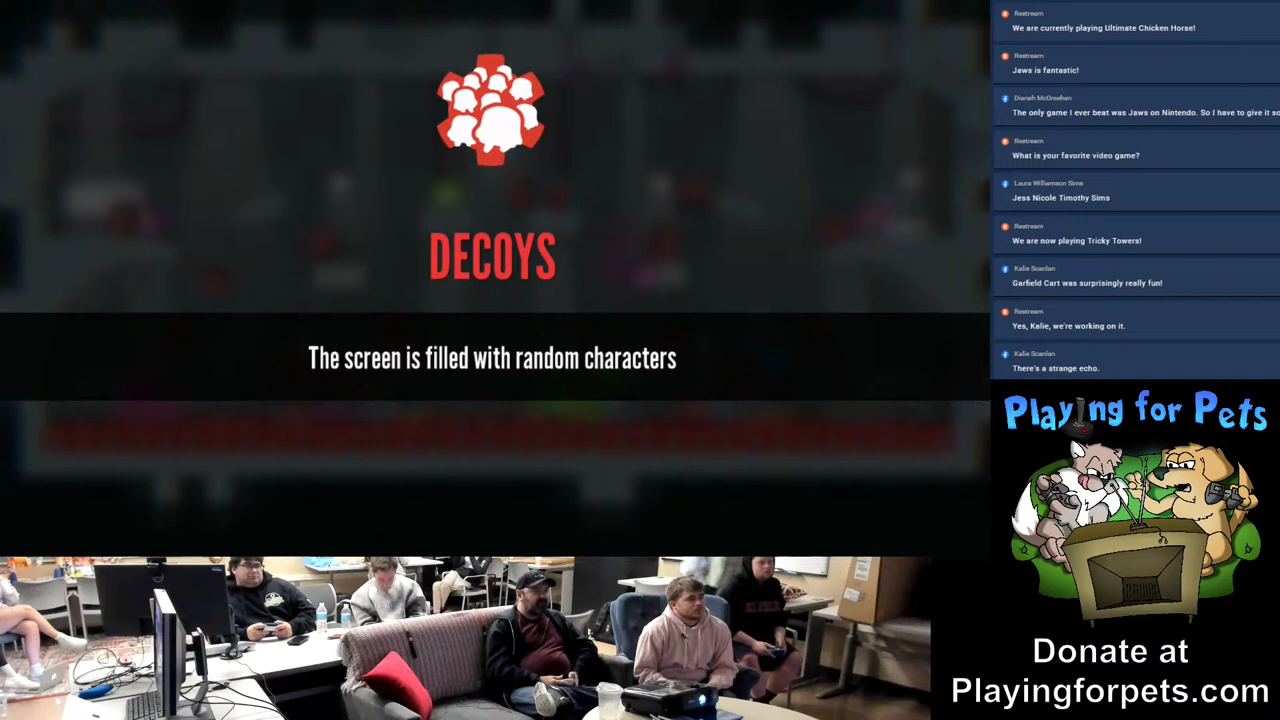 DECOYS
The screen is filled with random characters
Restream
We are currently playing Ultimate Chicken Horse!
Restream
Jaws is fantastic!
Dianah McGreehan
The only game I ever beat was Jaws on Nintendo. So I have to give it so
Restream
What is your favorite video game?
Laura Williamson Sims
Jess Nicole Timothy Sims
Restream
We are now playing Tricky Towers!
Kalie Scanlan
Garfield Cart was surprisingly really fun!
Restream
Yes, Kalie, we're working on it.
Kalie Scanlan
There's a strange echo.
Playing for Pets
Donate at
Playingforpets.com